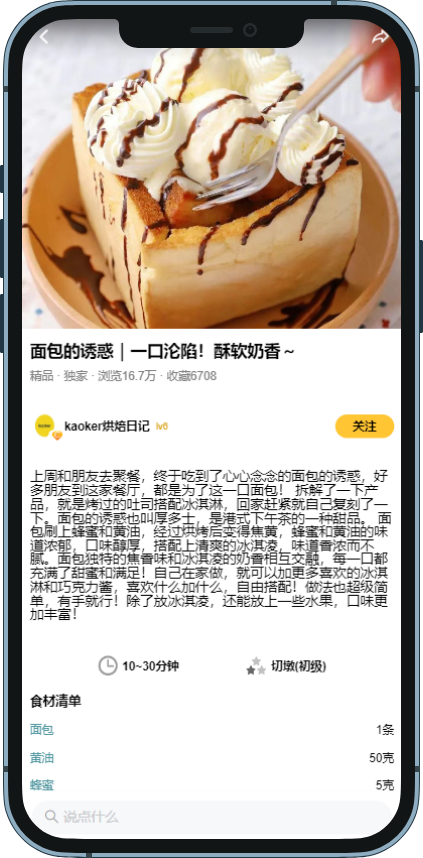 面包的诱惑｜一口沦陷！酥软奶香～
精品 · 独家 · 浏览16.7万 · 收藏6708
kaoker烘焙日记 lv6
关注
上周和朋友去聚餐，终于吃到了心心念念的面包的诱惑，好
多朋友到这家餐厅，都是为了这一口面包！ 拆解了一下产
品，就是烤过的吐司搭配冰淇淋，回家赶紧就自己复刻了一
下。面包的诱惑也叫厚多士，是港式下午茶的一种甜品。 面
包刷上蜂蜜和黄油，经过烘烤后变得焦黄，蜂蜜和黄油的味
道浓郁，口味醇厚，搭配上清爽的冰淇凌，味道香浓而不
腻。面包独特的焦香味和冰淇凌的奶香相互交融，每一口都
充满了甜蜜和满足！自己在家做，就可以加更多喜欢的冰淇
淋和巧克力酱，喜欢什么加什么，自由搭配！做法也超级简
单，有手就行！除了放冰淇凌，还能放上一些水果，口味更
加丰富！
10~30分钟
切墩(初级)
食材清单
面包 1条
黄油 50克
蜂蜜 5克
说点什么